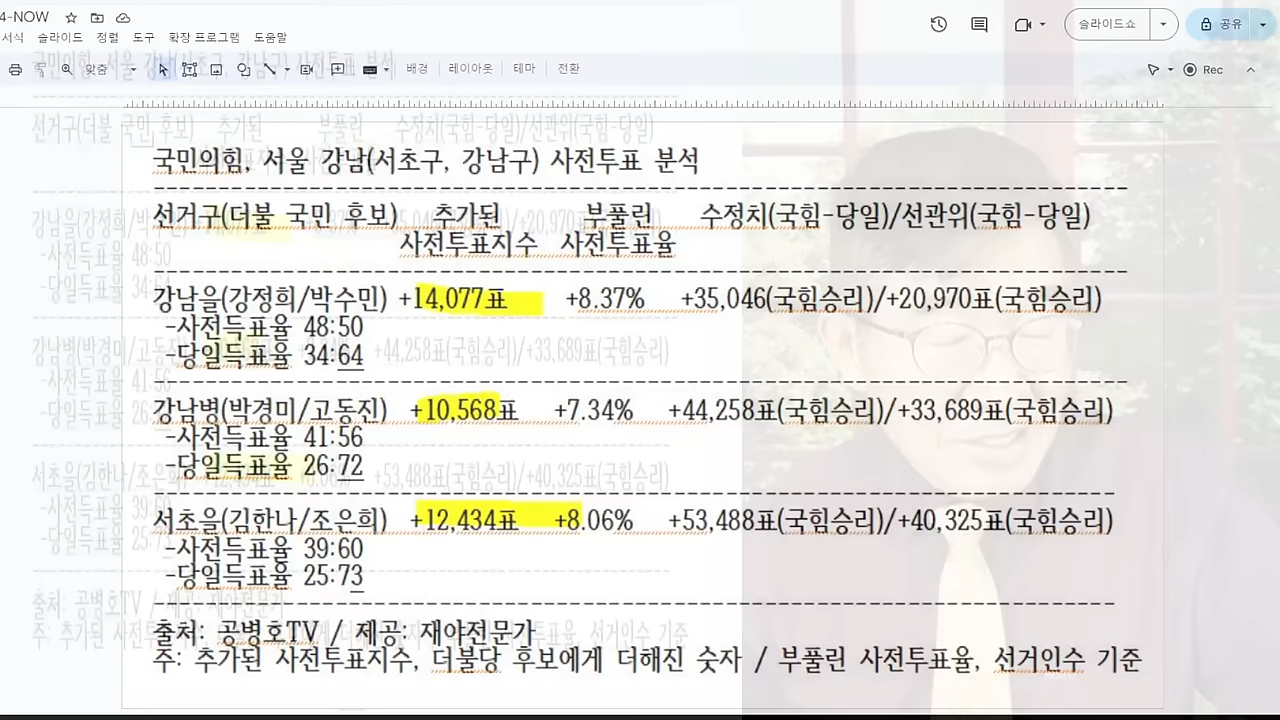 4-NOW
서식 슬라이드 정렬 도구 확장 프로그램 도움말
슬라이드쇼 공유
맞춤 배경 레이아웃 테마 전환 Rec
국민의힘, 서울 강남(서초구, 강남구) 사전투표 분석
선거구(더불 국민 후보) 추가된 부풀린 수정치(국힘-당일)/선관위(국힘-당일)
사전투표지수 사전투표율
강남을(강정희/박수민) +14,077표 +8.37% +35,046(국힘승리)/+20,970표(국힘승리)
-사전득표율 48:50
-당일득표율 34:64
강남병(박경미/고동진) +10,568표 +7.34% +44,258표(국힘승리)/+33,689표(국힘승리)
-사전득표율 41:56
-당일득표율 26:72
서초을(김한나/조은희) +12,434표 +8.06% +53,488표(국힘승리)/+40,325표(국힘승리)
-사전득표율 39:60
-당일득표율 25:73
출처: 공병호TV / 제공: 재야전문가
주: 추가된 사전투표지수, 더불당 후보에게 더해진 숫자 / 부풀린 사전투표율, 선거인수 기준